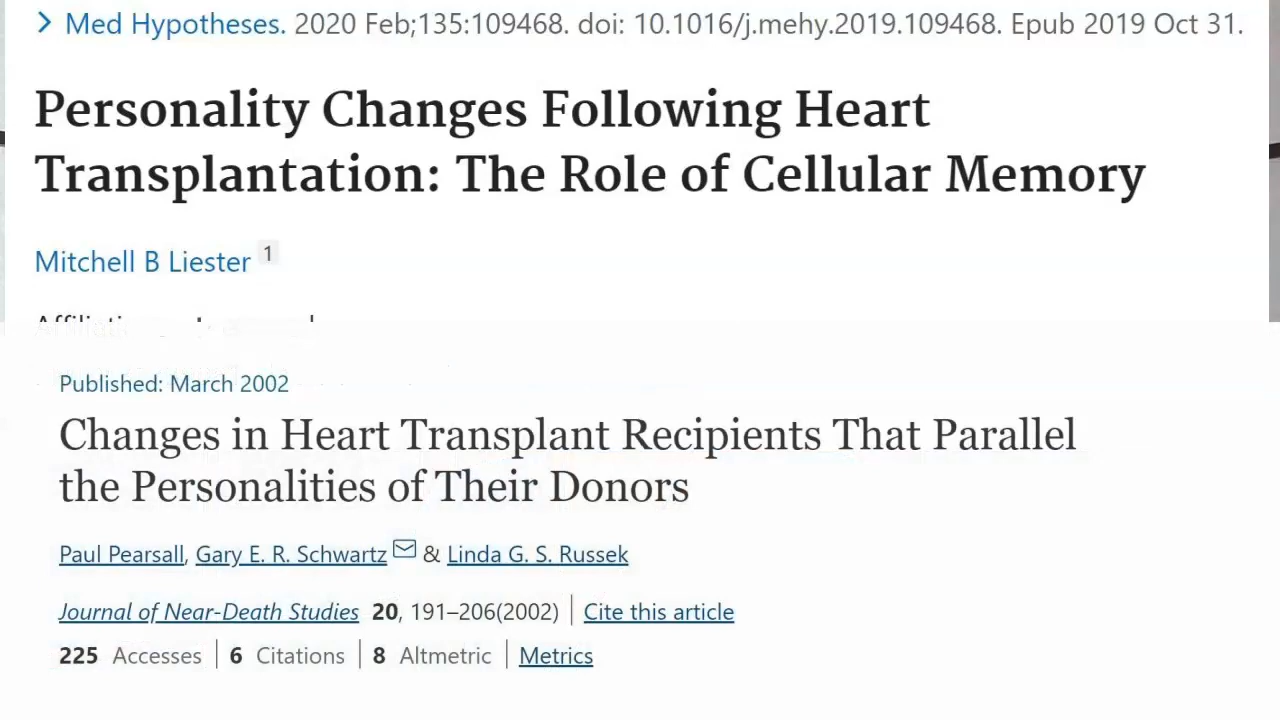 Med Hypotheses. 2020 Feb;135:109468. doi: 10.1016/j.mehy.2019.109468. Epub 2019 Oct 31.
Personality Changes Following Heart
Transplantation: The Role of Cellular Memory
Mitchell B Liester 1
Published: March 2002
Changes in Heart Transplant Recipients That Parallel
the Personalities of Their Donors
Paul Pearsall, Gary E. R. Schwartz & Linda G. S. Russek
Journal of Near-Death Studies 20, 191–206(2002) | Cite this article
225 Accesses | 6 Citations | 8 Altmetric | Metrics